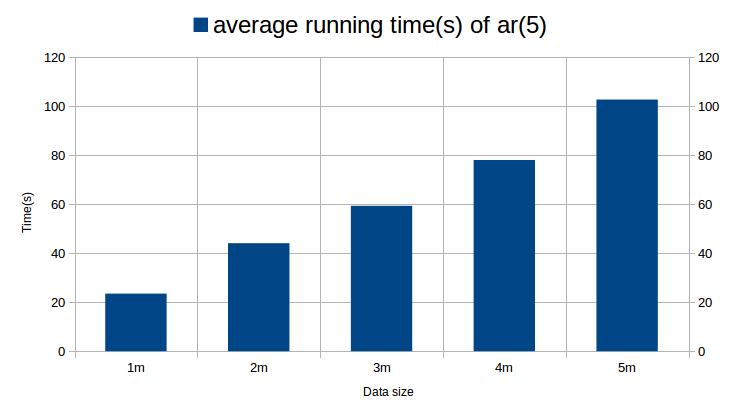 average running time(s) of ar(5)
120 120
100 100
80 80
60 60
Time(s)
40 40
20 20
0 0
1m 2m 3m 4m 5m
Data size